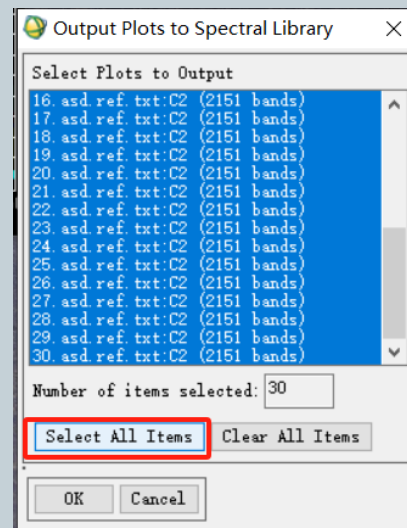 Output Plots to Spectral Library
Select Plots to Output
16.asd.ref.txt:C2 (2151 bands)
17.asd.ref.txt:C2 (2151 bands)
18.asd.ref.txt:C2 (2151 bands)
19.asd.ref.txt:C2 (2151 bands)
20.asd.ref.txt:C2 (2151 bands)
21.asd.ref.txt:C2 (2151 bands)
22.asd.ref.txt:C2 (2151 bands)
23.asd.ref.txt:C2 (2151 bands)
24.asd.ref.txt:C2 (2151 bands)
25.asd.ref.txt:C2 (2151 bands)
26.asd.ref.txt:C2 (2151 bands)
27.asd.ref.txt:C2 (2151 bands)
28.asd.ref.txt:C2 (2151 bands)
29.asd.ref.txt:C2 (2151 bands)
30.asd.ref.txt:C2 (2151 bands)
Number of items selected: 30
Select All Items Clear All Items
OK Cancel